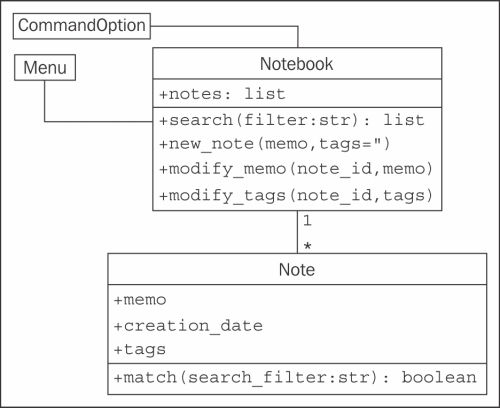 CommandOption
Menu
Notebook
+notes: list
+search(filter:str): list
+new_note(memo,tags=")
+modify_memo(note_id,memo)
+modify_tags(note_id,tags)
1
*
Note
+memo
+creation_date
+tags
+match(search_filter:str): boolean